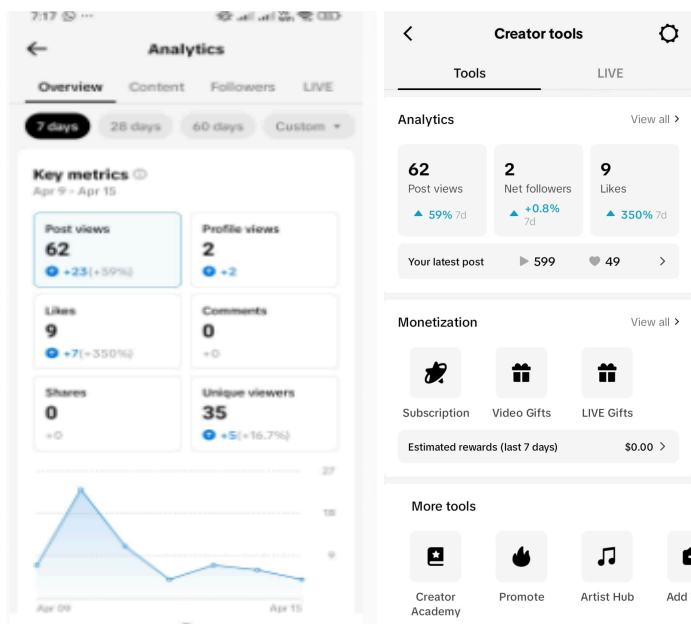 7:17
Analytics
Overview Content Followers LIVE
7 days 28 days 60 days Custom
Key metrics
Apr 9 - Apr 15
Post views
62
+23(+59%)
Profile views
2
+2
Likes
9
+7(+350%)
Comments
0
+0
Shares
0
+0
Unique viewers
35
+5(+16.7%)
27
18
9
Apr 09 Apr 15
Creator tools
Tools LIVE
Analytics View all >
62
Post views
59% 7d
2
Net followers
+0.8%
7d
9
Likes
350% 7d
Your latest post 599 49 >
Monetization View all >
Subscription Video Gifts LIVE Gifts
Estimated rewards (last 7 days) $0.00 >
More tools
Creator
Academy
Promote
Artist Hub
Add